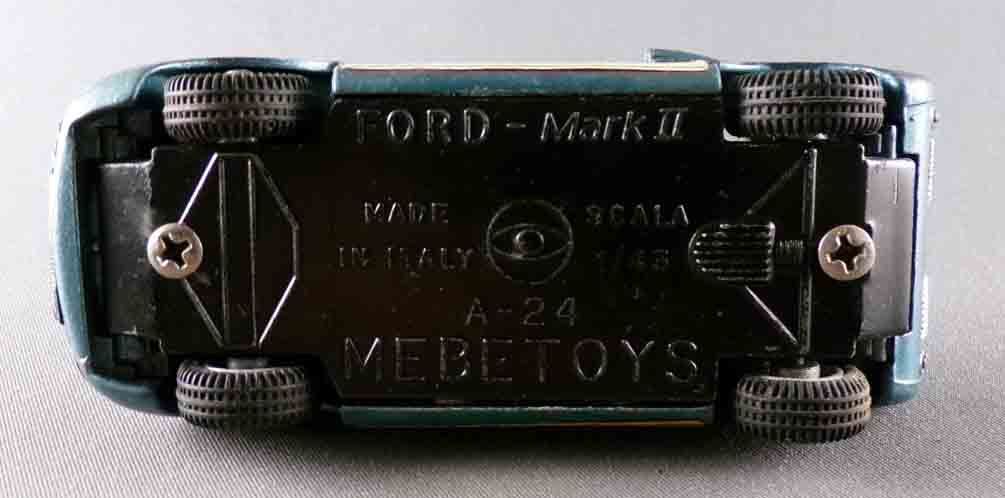 FORD - Mark II
MADE
IN ITALY
SCALA
1/43
A-24
MEBETOYS